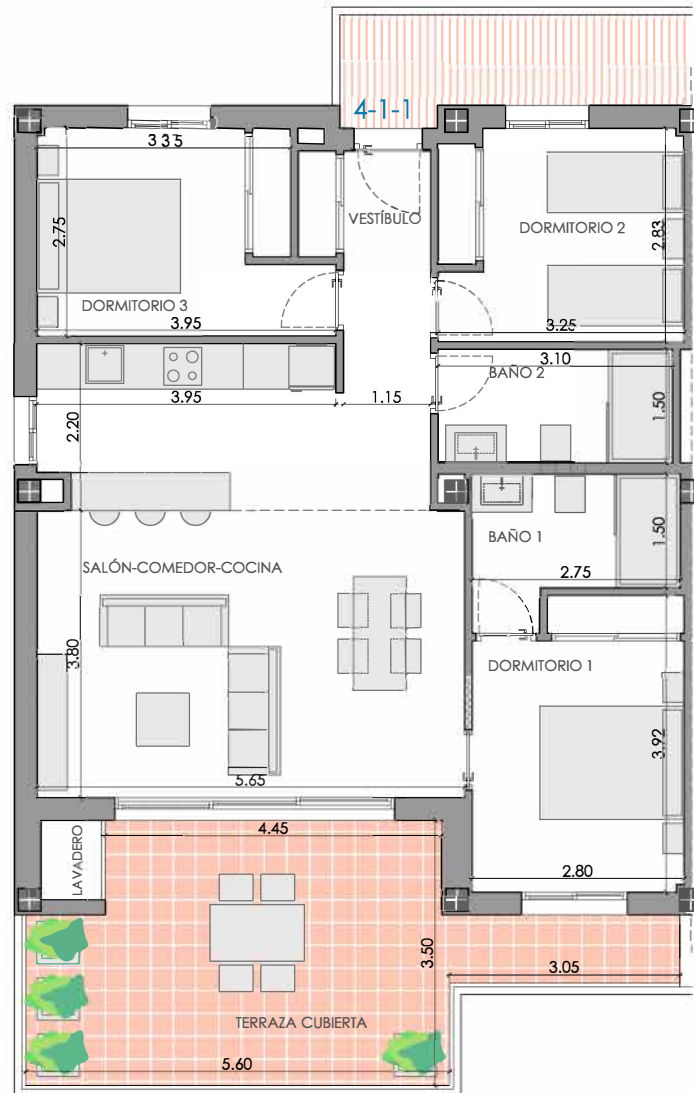 4-1-1
3 35
VESTÍBULO
DORMITORIO 2
2.75
2.83
DORMITORIO 3
3.95
3.25
3.10
BAÑO 2
3.95
1.15
1.50
2.20
BAÑO 1
1.50
SALÓN-COMEDOR-COCINA
2.75
3.80
DORMITORIO 1
3.92
5.65
LAVADERO
4.45
2.80
3.50
3.05
TERRAZA CUBIERTA
5.60